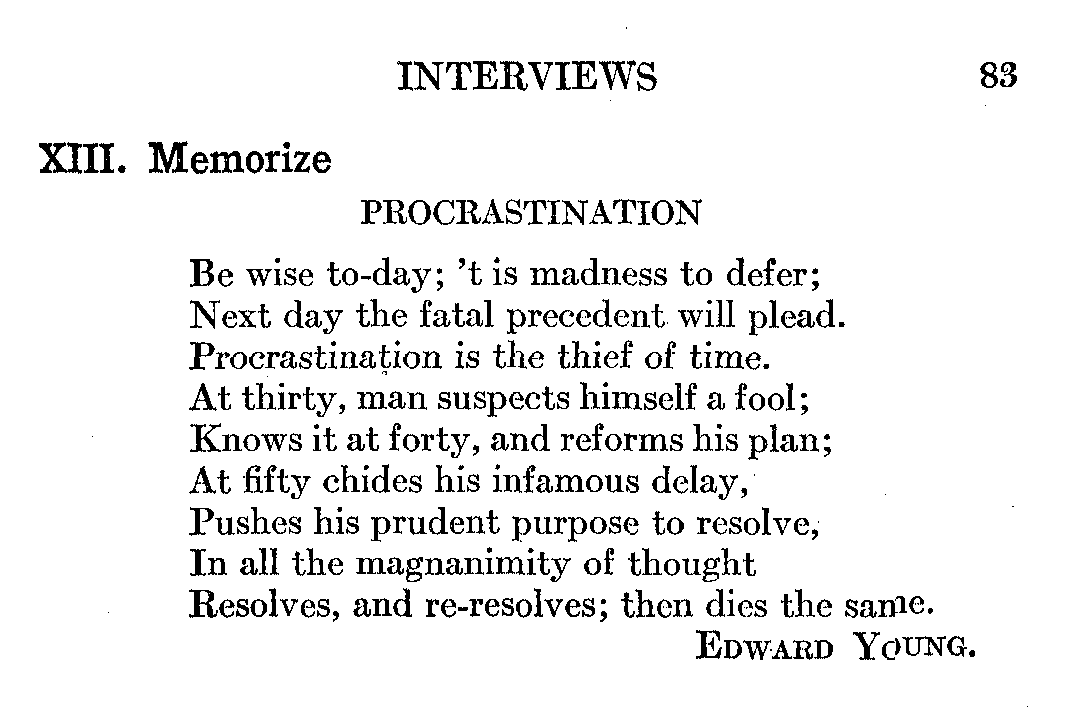 INTERVIEWS 83
XIII. Memorize
PROCRASTINATION
Be wise to-day; ’t is madness to defer;
Next day the fatal precedent will plead.
Procrastination is the thief of time.
At thirty, man suspects himself a fool;
Knows it at forty, and reforms his plan;
At fifty chides his infamous delay,
Pushes his prudent purpose to resolve,
In all the magnanimity of thought
Resolves, and re-resolves; then dies the same.
EDWARD YOUNG.